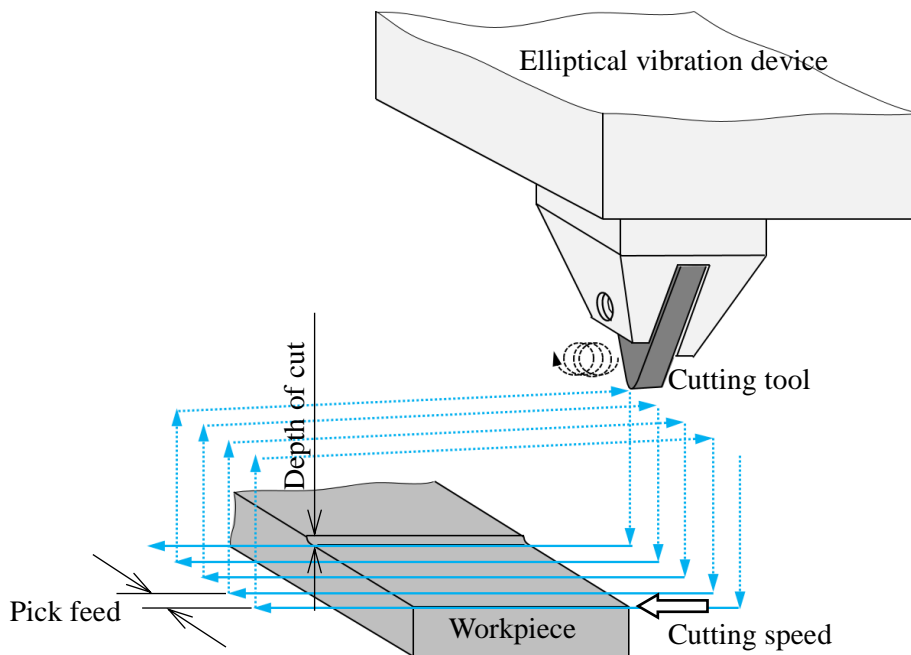 Elliptical vibration device
Cutting tool
Depth of cut
Pick feed
Workpiece
Cutting speed